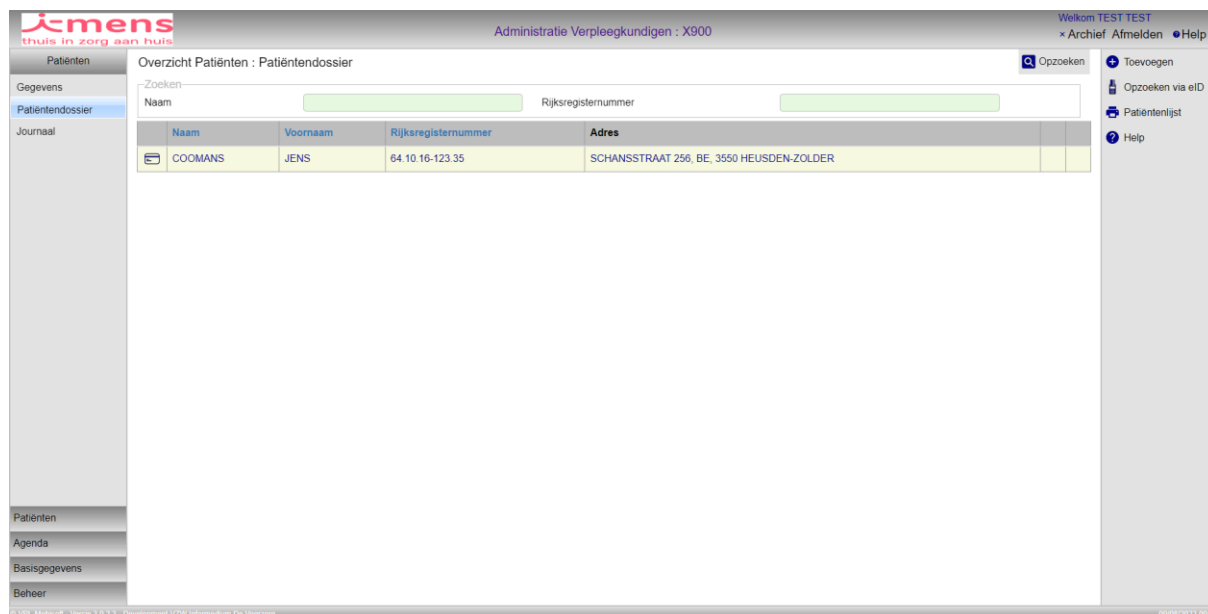 i-mens
thuis in zorg aan huis
Administratie Verpleegkundigen : X900
Welkom TEST TEST
× Archief Afmelden Help
Patiënten
Gegevens
Patiëntendossier
Journaal
Overzicht Patiënten : Patiëntendossier
Opzoeken
Zoeken
Naam Rijksregisternummer
Naam Voornaam Rijksregisternummer Adres
COOMANS JENS 64.10.16-123.35 SCHANSSTRAAT 256, BE, 3550 HEUSDEN-ZOLDER
Toevoegen
Opzoeken via eID
Patiëntenlijst
Help
Patiënten
Agenda
Basisgegevens
Beheer